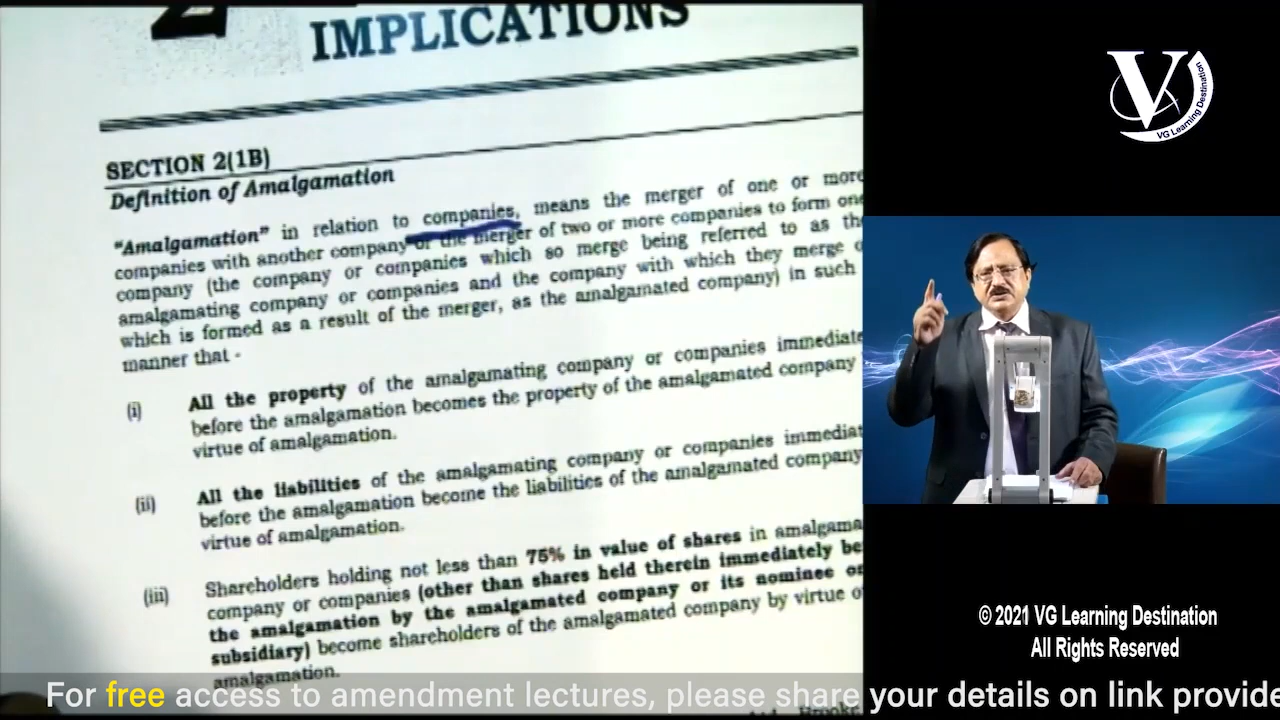 2
IMPLICATIONS
SECTION 2(1B)
Definition of Amalgamation
“Amalgamation” in relation to companies, means the merger of one or more
companies with another company or the merger of two or more companies to form one
company (the company or companies which so merge being referred to as the
amalgamating company or companies and the company with which they merge o
which is formed as a result of the merger, as the amalgamated company) in such
manner that -
(i) All the property of the amalgamating company or companies immediate
before the amalgamation becomes the property of the amalgamated company
virtue of amalgamation.
(ii) All the liabilities of the amalgamating company or companies immediat
before the amalgamation become the liabilities of the amalgamated company
virtue of amalgamation.
(iii) Shareholders holding not less than 75% in value of shares in amalgama
company or companies (other than shares held therein immediately be
the amalgamation by the amalgamated company or its nominee or
subsidiary) become shareholders of the amalgamated company by virtue o
amalgamation.
V
VG Learning Destination
© 2021 VG Learning Destination
All Rights Reserved
For free access to amendment lectures, please share your details on link provide